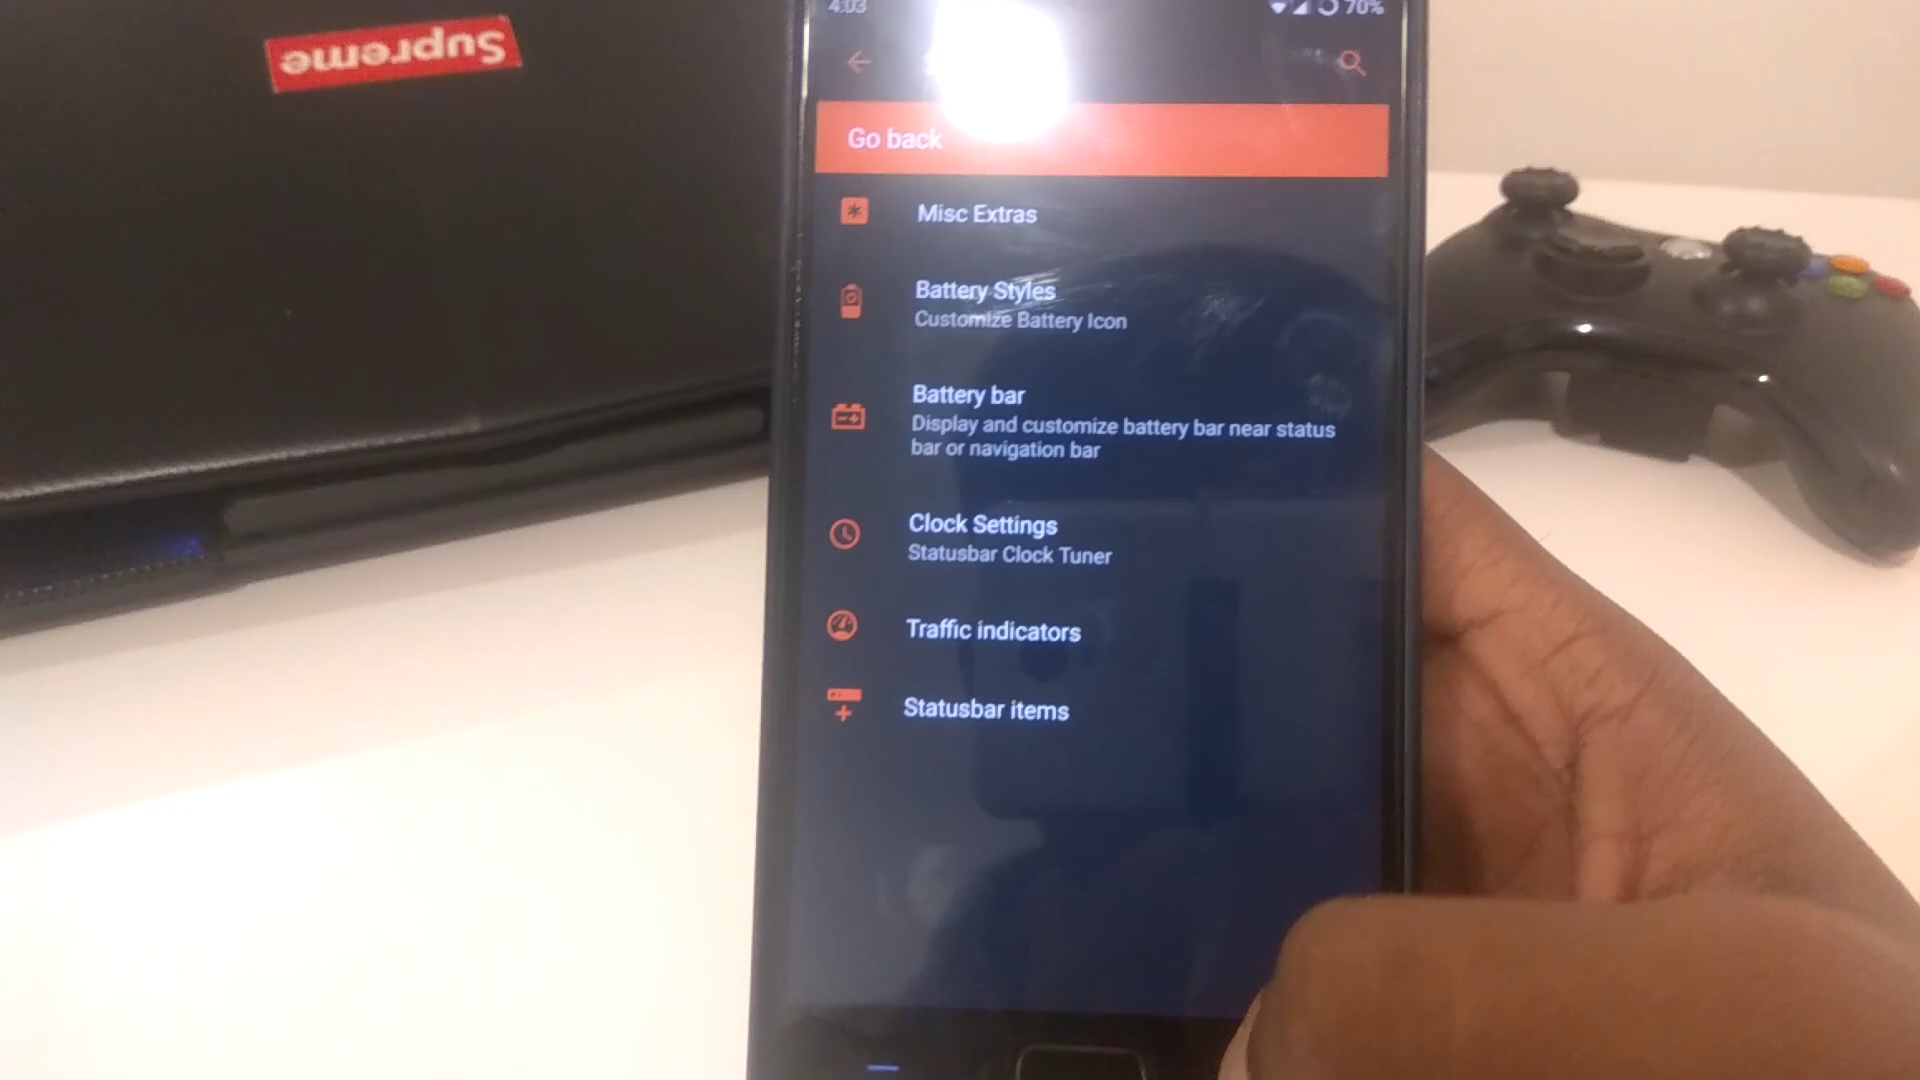 Supreme
4:03
70%
Go back
Misc Extras
Battery Styles
Customize Battery Icon
Battery bar
Display and customize battery bar near status
bar or navigation bar
Clock Settings
Statusbar Clock Tuner
Traffic indicators
Statusbar items